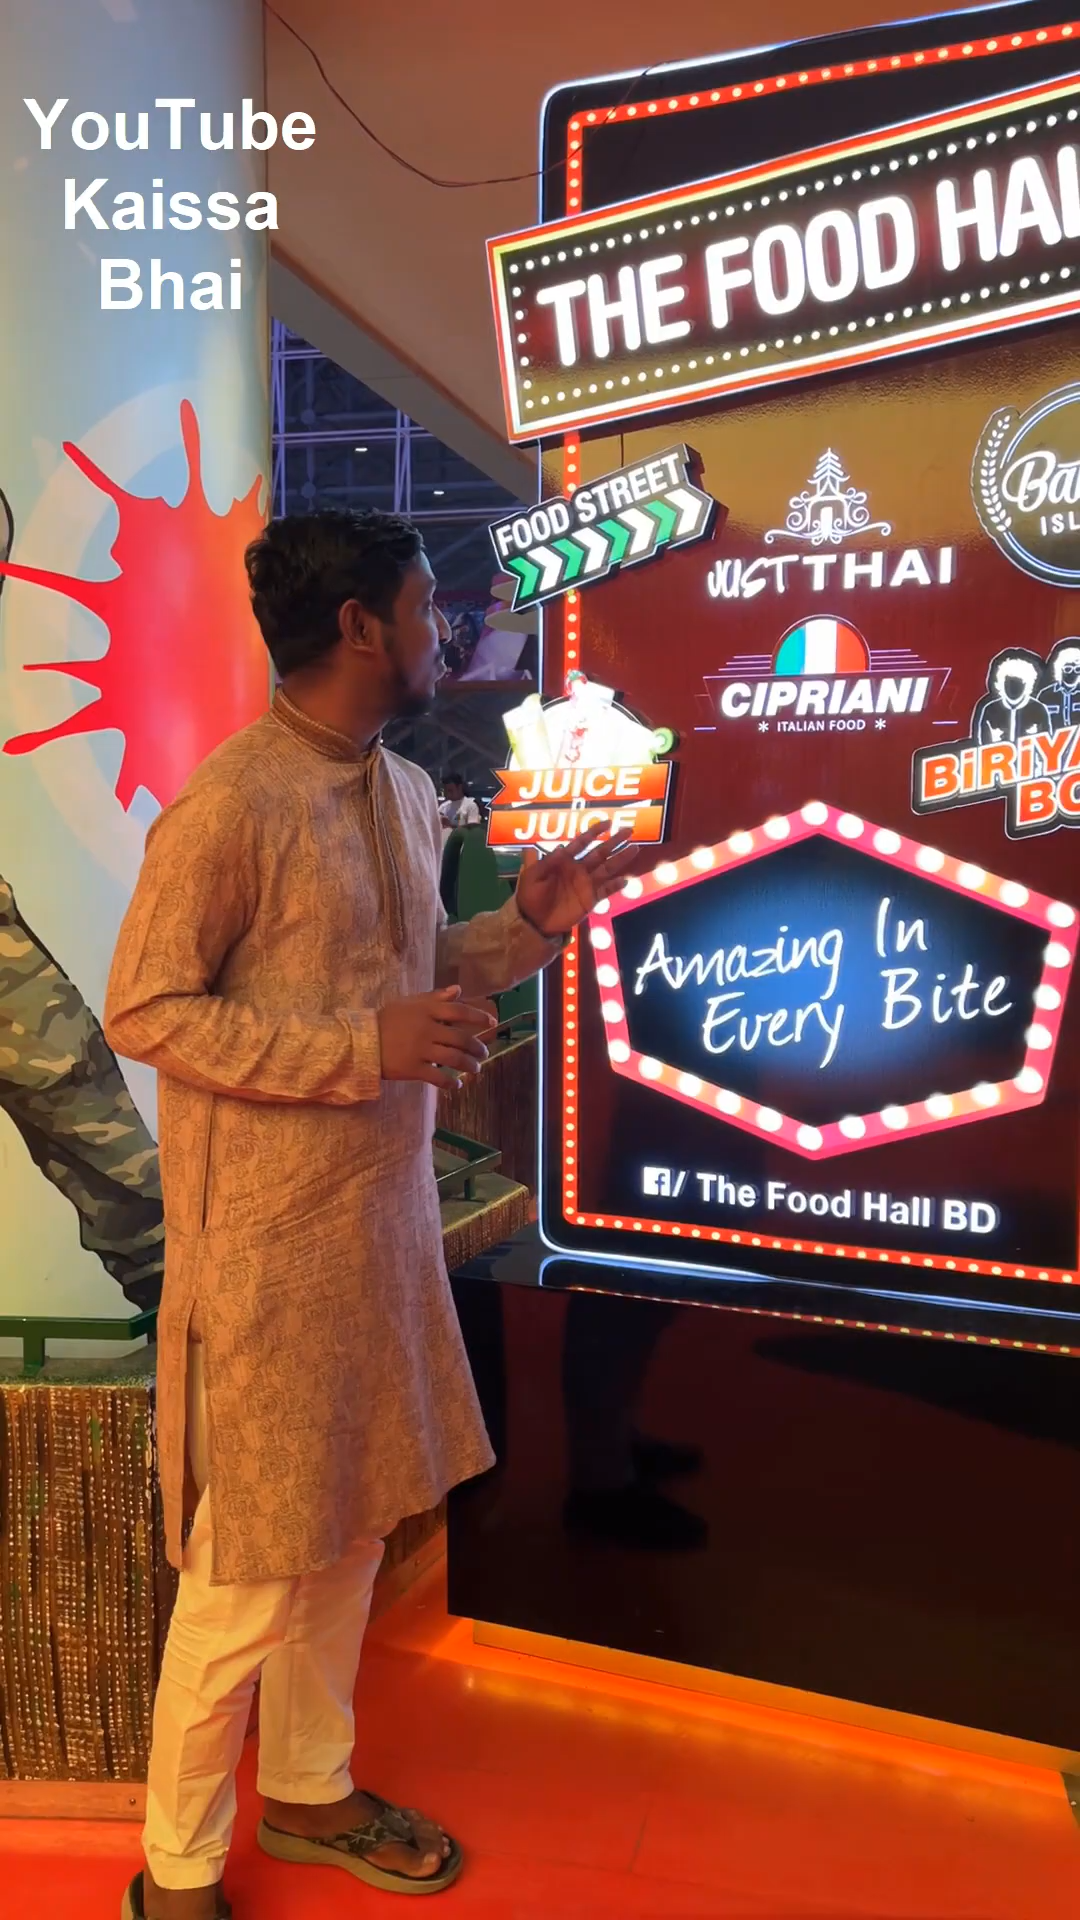 YouTube
Kaissa
Bhai
THE FOOD
FOOD STREET
JUST THAI
CIPRIANI
* ITALIAN FOOD *
JUICE
n
JUICE
Amazing In
Every Bite
f/ The Food Hall BD